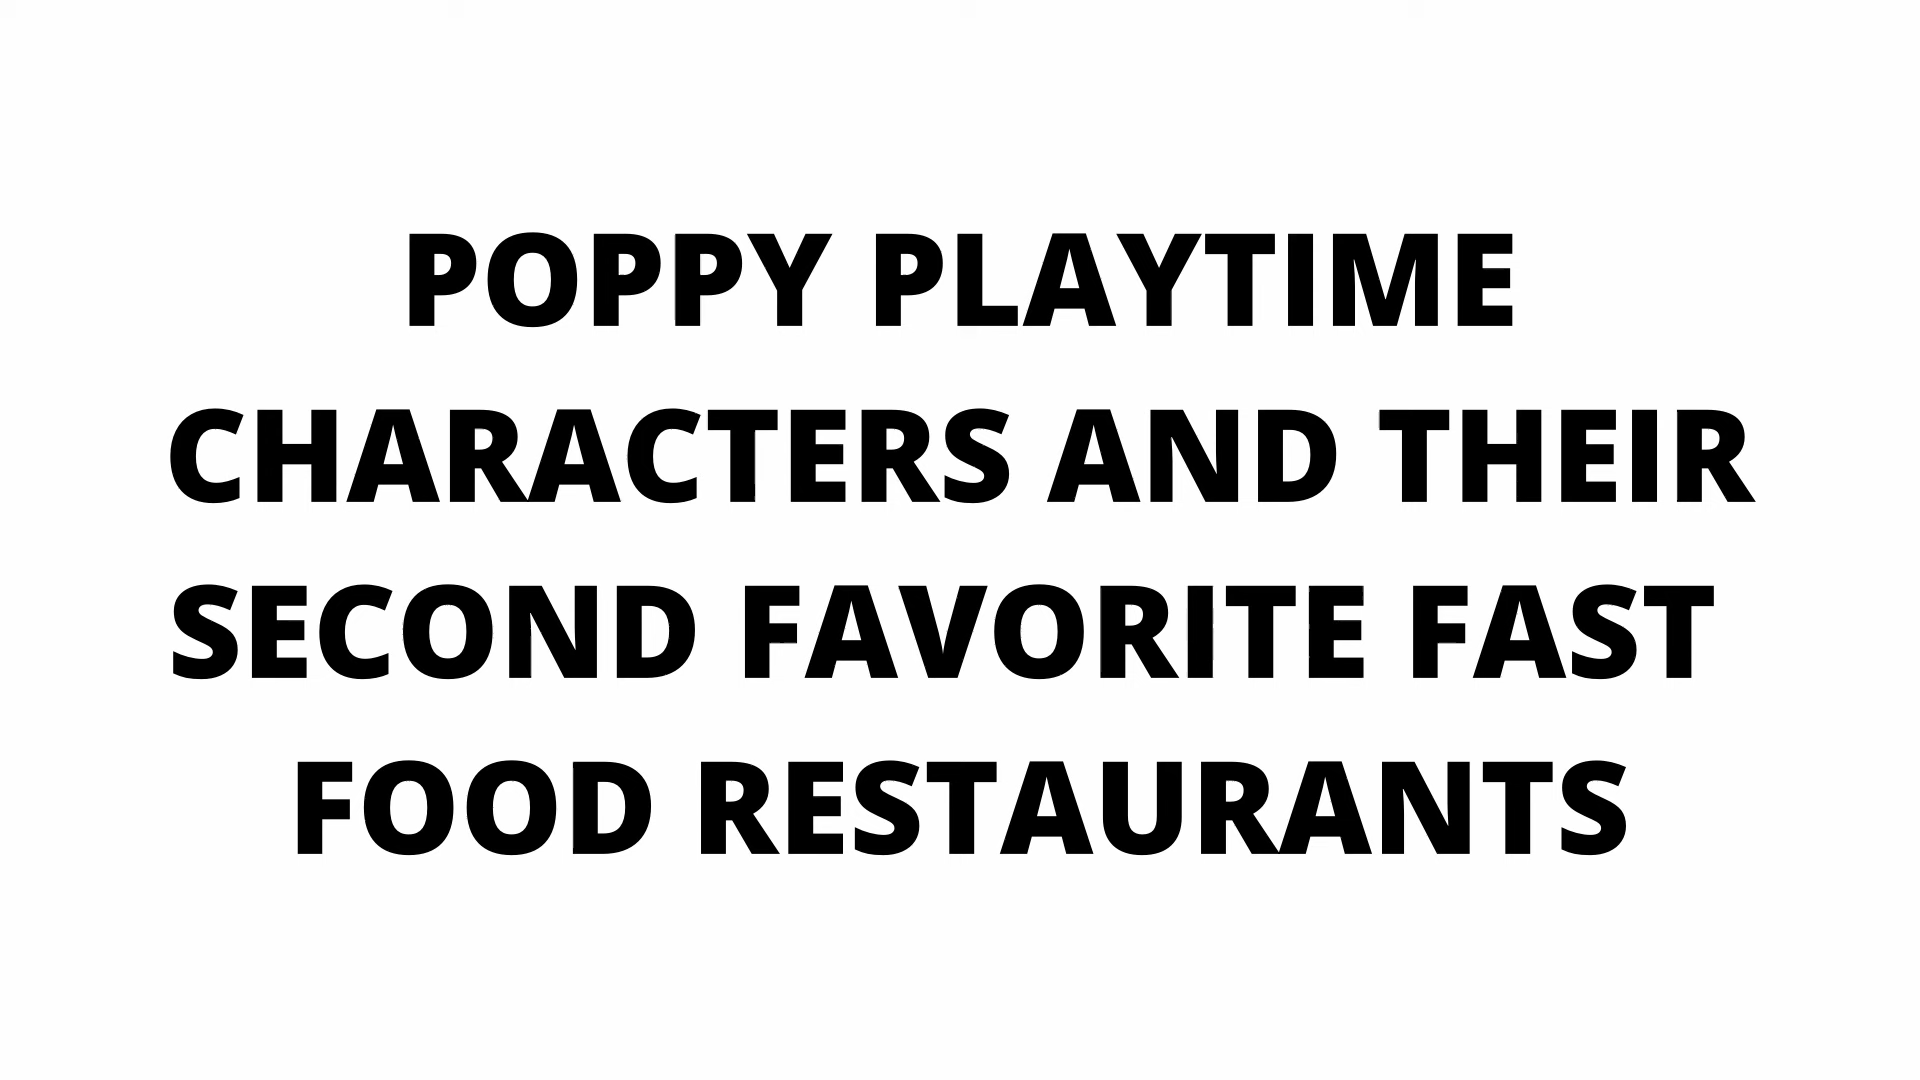 POPPY PLAYTIME
CHARACTERS AND THEIR
SECOND FAVORITE FAST
FOOD RESTAURANTS